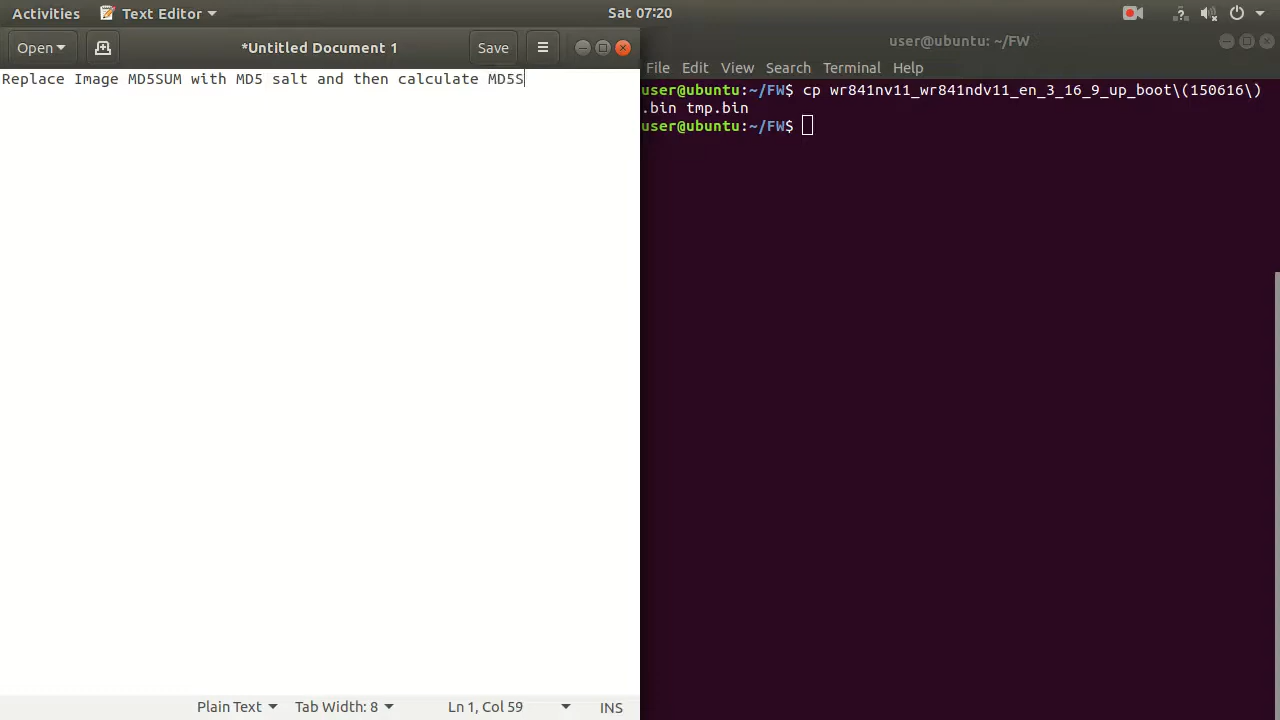 Activities Text Editor Sat 07:20
Open *Untitled Document 1 Save
Replace Image MD5SUM with MD5 salt and then calculate MD5S
Plain Text Tab Width: 8 Ln 1, Col 59 INS
user@ubuntu: ~/FW
File Edit View Search Terminal Help
user@ubuntu:~/FW$ cp wr841nv11_wr841ndv11_en_3_16_9_up_boot\(150616\)
.bin tmp.bin
user@ubuntu:~/FW$